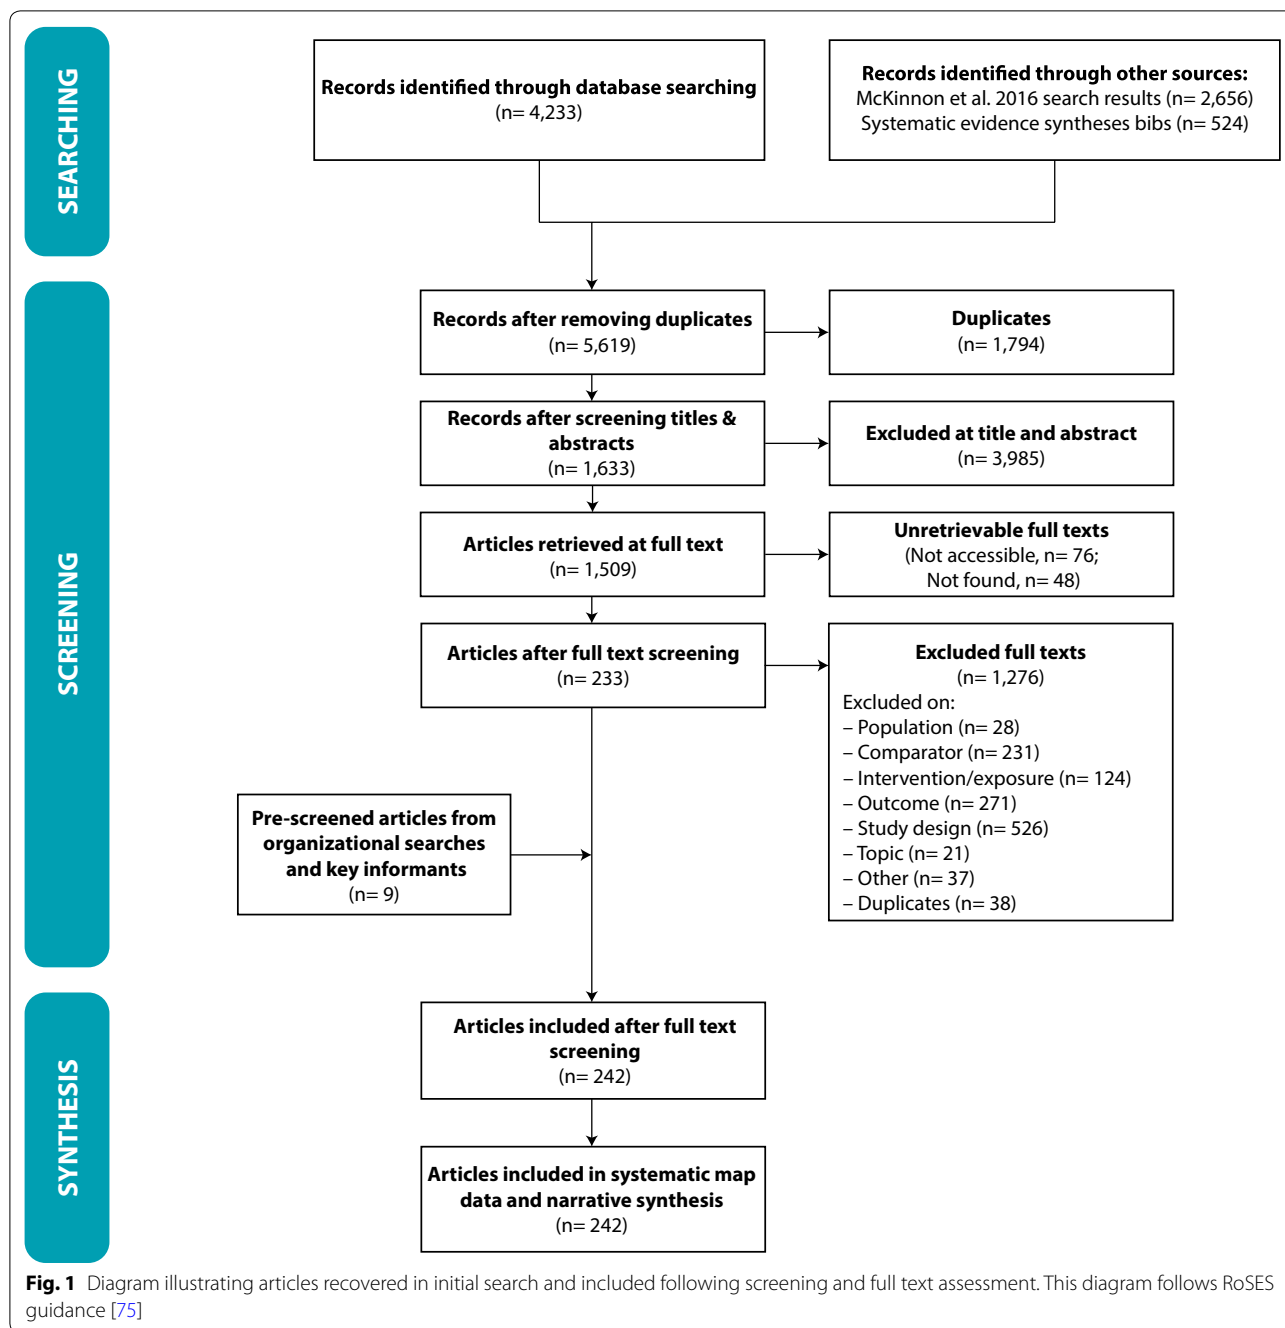 SEARCHING
Records identified through database searching
(n= 4,233)
Records identified through other sources:
McKinnon et al. 2016 search results (n= 2,656)
Systematic evidence syntheses bibs (n= 524)
SCREENING
Records after removing duplicates
(n= 5,619)
Duplicates
(n= 1,794)
Records after screening titles &
abstracts
(n= 1,633)
Excluded at title and abstract
(n= 3,985)
Articles retrieved at full text
(n= 1,509)
Unretrievable full texts
(Not accessible, n= 76;
Not found, n= 48)
Articles after full text screening
(n= 233)
Excluded full texts
(n= 1,276)
Excluded on:
– Population (n= 28)
– Comparator (n= 231)
– Intervention/exposure (n= 124)
– Outcome (n= 271)
– Study design (n= 526)
– Topic (n= 21)
– Other (n= 37)
– Duplicates (n= 38)
Pre-screened articles from
organizational searches
and key informants
(n= 9)
SYNTHESIS
Articles included after full text
screening
(n= 242)
Articles included in systematic map
data and narrative synthesis
(n= 242)
Fig. 1 Diagram illustrating articles recovered in initial search and included following screening and full text assessment. This diagram follows RoSES
guidance [75]